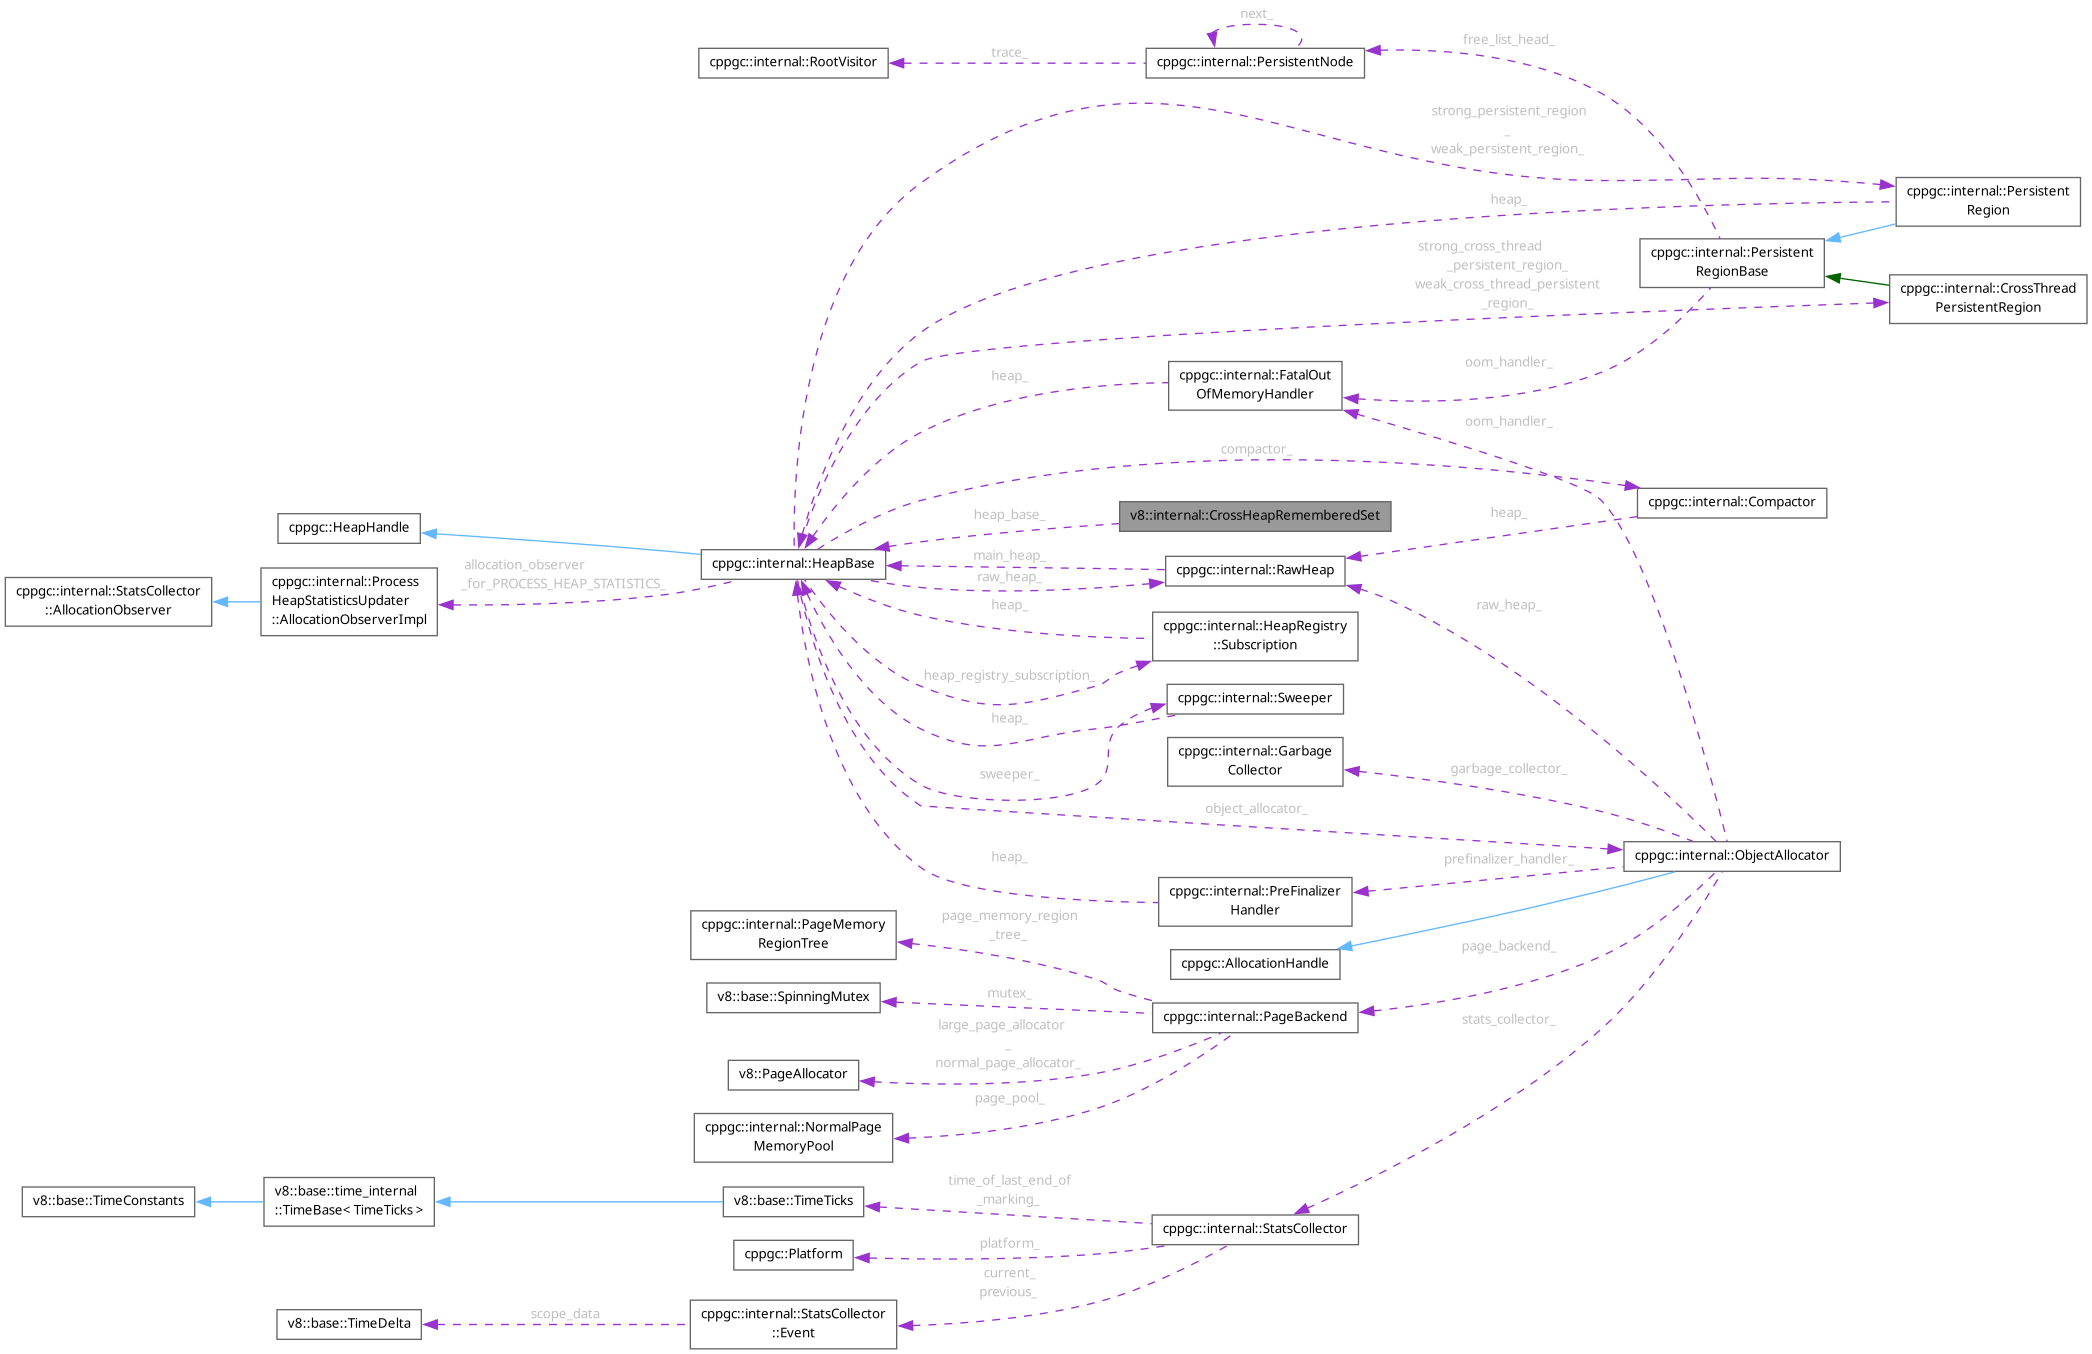 next_
free_list_head_
trace_
cppgc::internal::RootVisitor
cppgc::internal::PersistentNode
strong_persistent_region
_
weak_persistent_region_
cppgc::internal::Persistent
Region
heap_
cppgc::internal::Persistent
RegionBase
strong_cross_thread
_persistent_region_
weak_cross_thread_persistent
_region_
cppgc::internal::CrossThread
PersistentRegion
oom_handler_
cppgc::internal::FatalOut
OfMemoryHandler
heap_
oom_handler_
compactor_
cppgc::internal::Compactor
v8::internal::CrossHeapRememberedSet
heap_base_
heap_
cppgc::HeapHandle
cppgc::internal::HeapBase
main_heap_
raw_heap_
cppgc::internal::RawHeap
allocation_observer
_for_PROCESS_HEAP_STATISTICS_
cppgc::internal::StatsCollector
::AllocationObserver
cppgc::internal::Process
HeapStatisticsUpdater
::AllocationObserverImpl
heap_
raw_heap_
cppgc::internal::HeapRegistry
::Subscription
heap_registry_subscription_
cppgc::internal::Sweeper
heap_
sweeper_
cppgc::internal::Garbage
Collector
garbage_collector_
object_allocator_
cppgc::internal::ObjectAllocator
heap_
prefinalizer_handler_
cppgc::internal::PreFinalizer
Handler
page_memory_region
_tree_
cppgc::internal::PageMemory
RegionTree
cppgc::AllocationHandle
page_backend_
v8::base::SpinningMutex
mutex_
cppgc::internal::PageBackend
stats_collector_
large_page_allocator
_
normal_page_allocator_
v8::PageAllocator
page_pool_
cppgc::internal::NormalPage
MemoryPool
v8::base::TimeConstants
v8::base::time_internal
::TimeBase< TimeTicks >
v8::base::TimeTicks
time_of_last_end_of
_marking_
cppgc::internal::StatsCollector
platform_
cppgc::Platform
current_
previous_
scope_data
v8::base::TimeDelta
cppgc::internal::StatsCollector
::Event